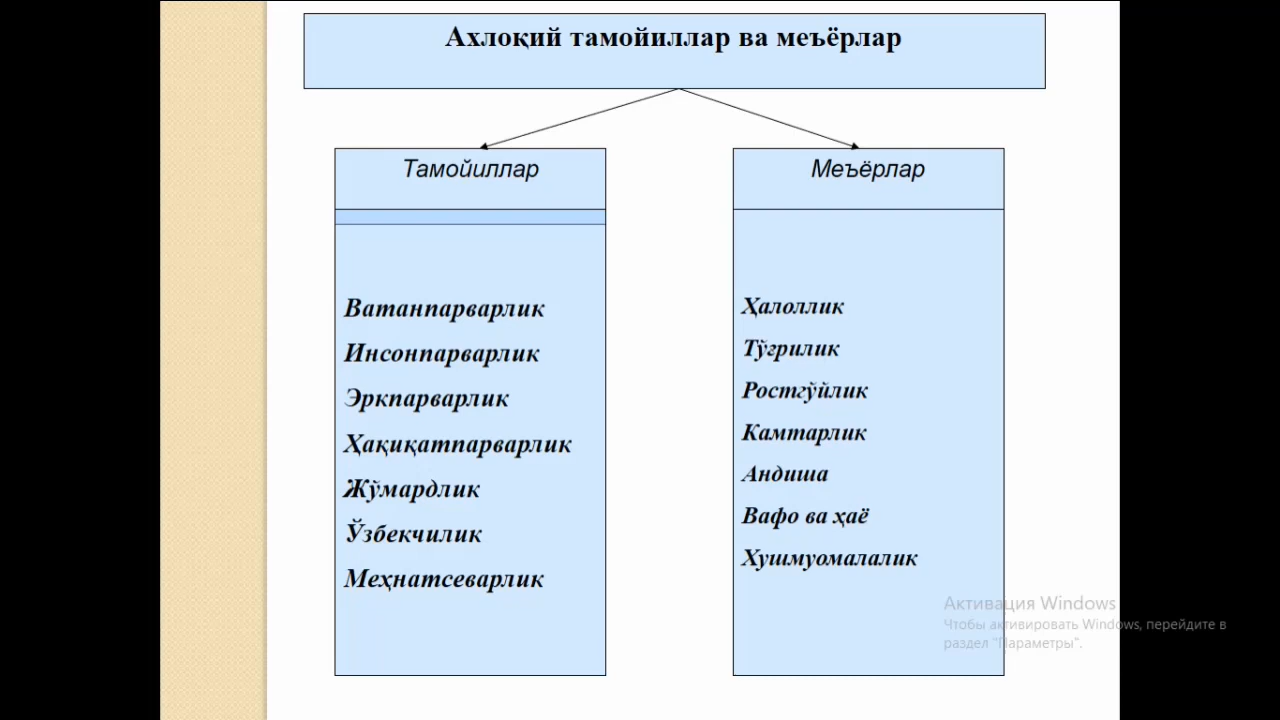 Ахлоқий тамойиллар ва меъёрлар
Тамойиллар
Ватанпарварлик
Инсонпарварлик
Эркпарварлик
Ҳақиқатпарварлик
Жўмардлик
Ўзбекчилик
Меҳнатсеварлик
Меъёрлар
Ҳалоллик
Тўғрилик
Ростгўйлик
Камтарлик
Андиша
Вафо ва ҳаё
Хушмуомалалик
Активация Windows
Чтобы активировать Windows, перейдите в
раздел "Параметры".